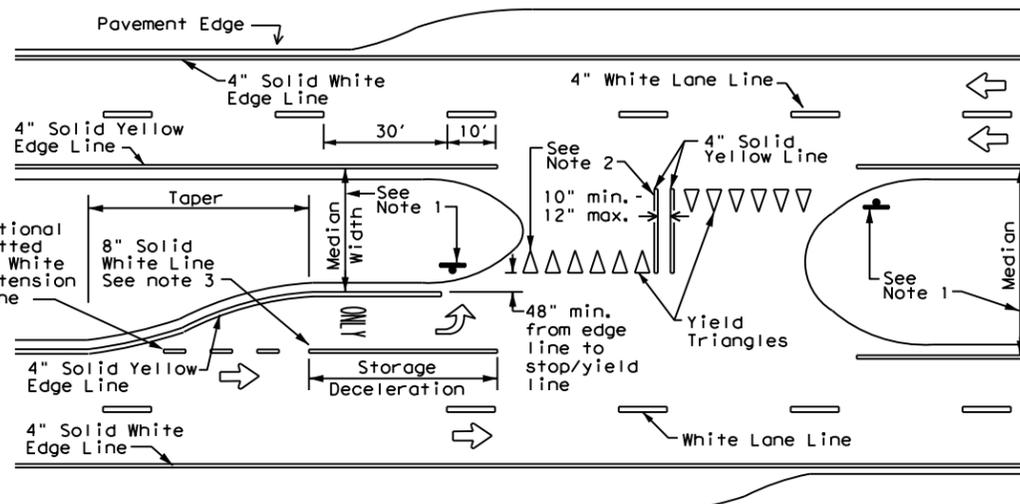 Pavement Edge
4" Solid White
Edge Line
4" White Lane Line
4" Solid Yellow
Edge Line
30'
10'
See
Note 2
4" Solid
Yellow Line
Taper
See
Note 1
Median
Width
10" min.
12" max.
tional
tted
White
tension
ne
8" Solid
White Line
See note 3
ONLY
48" min.
from edge
line to
stop/yield
line
Yield
Triangles
See
Note 1
Median
4" Solid Yellow
Edge Line
Storage
Deceleration
4" Solid White
Edge Line
White Lane Line